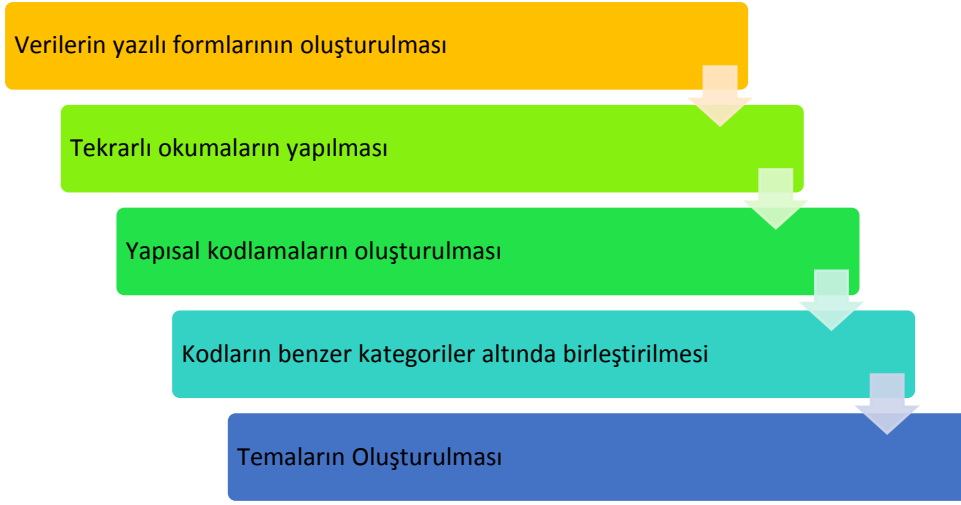 Verilerin yazılı formlarının oluşturulması
Tekrarlı okumaların yapılması
Yapısal kodlamaların oluşturulması
Kodların benzer kategoriler altında birleştirilmesi
Temaların Oluşturulması